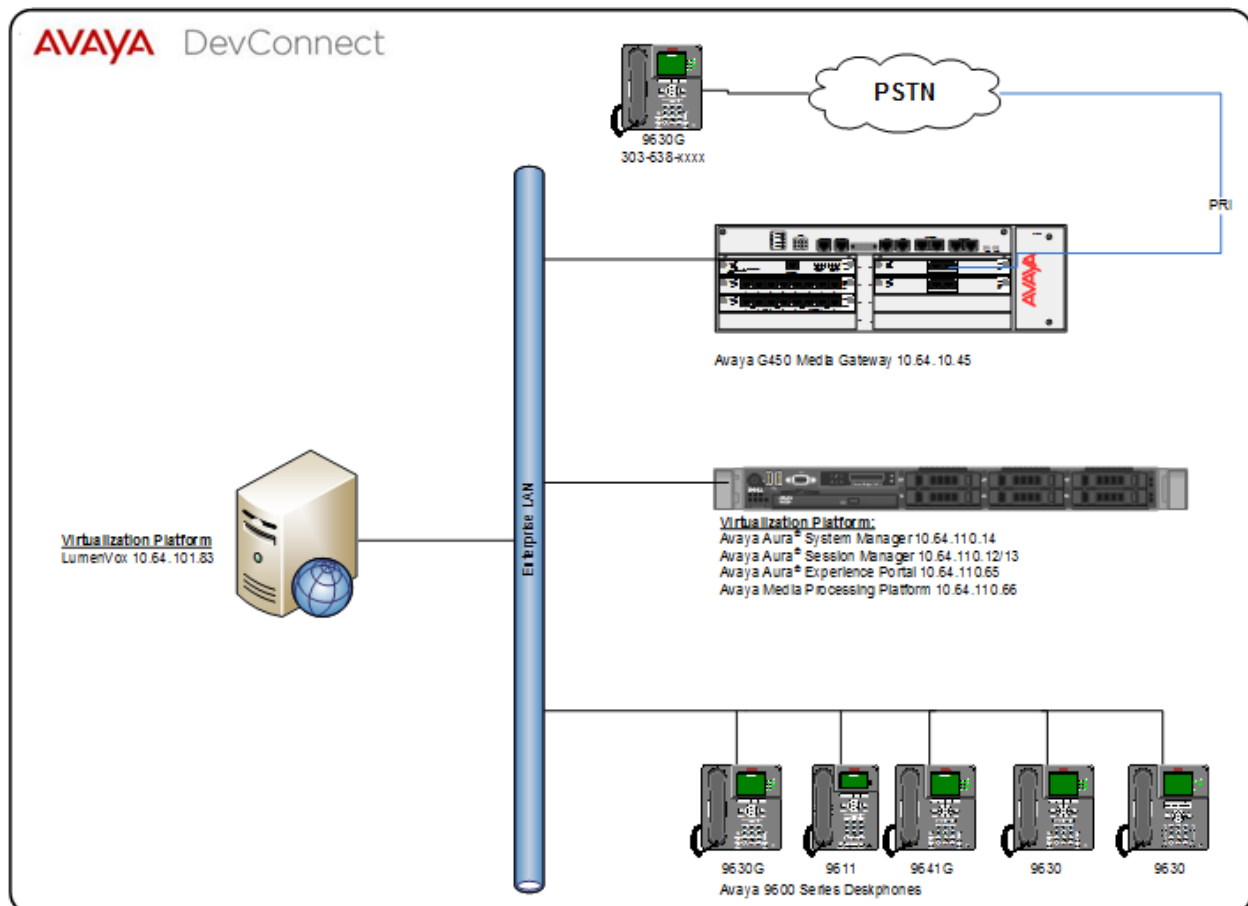 AVAYA DevConnect
PSTN
9630G
303-538-xxxx
PRI
AVAYA
Avaya G450 Media Gateway 10.64.10.45
Enterprise LAN
Virtualization Platform
LumenVox 10.64.101.83
Virtualization Platform:
Avaya Aura® System Manager 10.64.110.14
Avaya Aura® Session Manager 10.64.110.12/13
Avaya Aura® Experience Portal 10.64.110.65
Avaya Media Processing Platform 10.64.110.66
9630G
9611
9641G
9630
9630
Avaya 9600 Series Deskphones